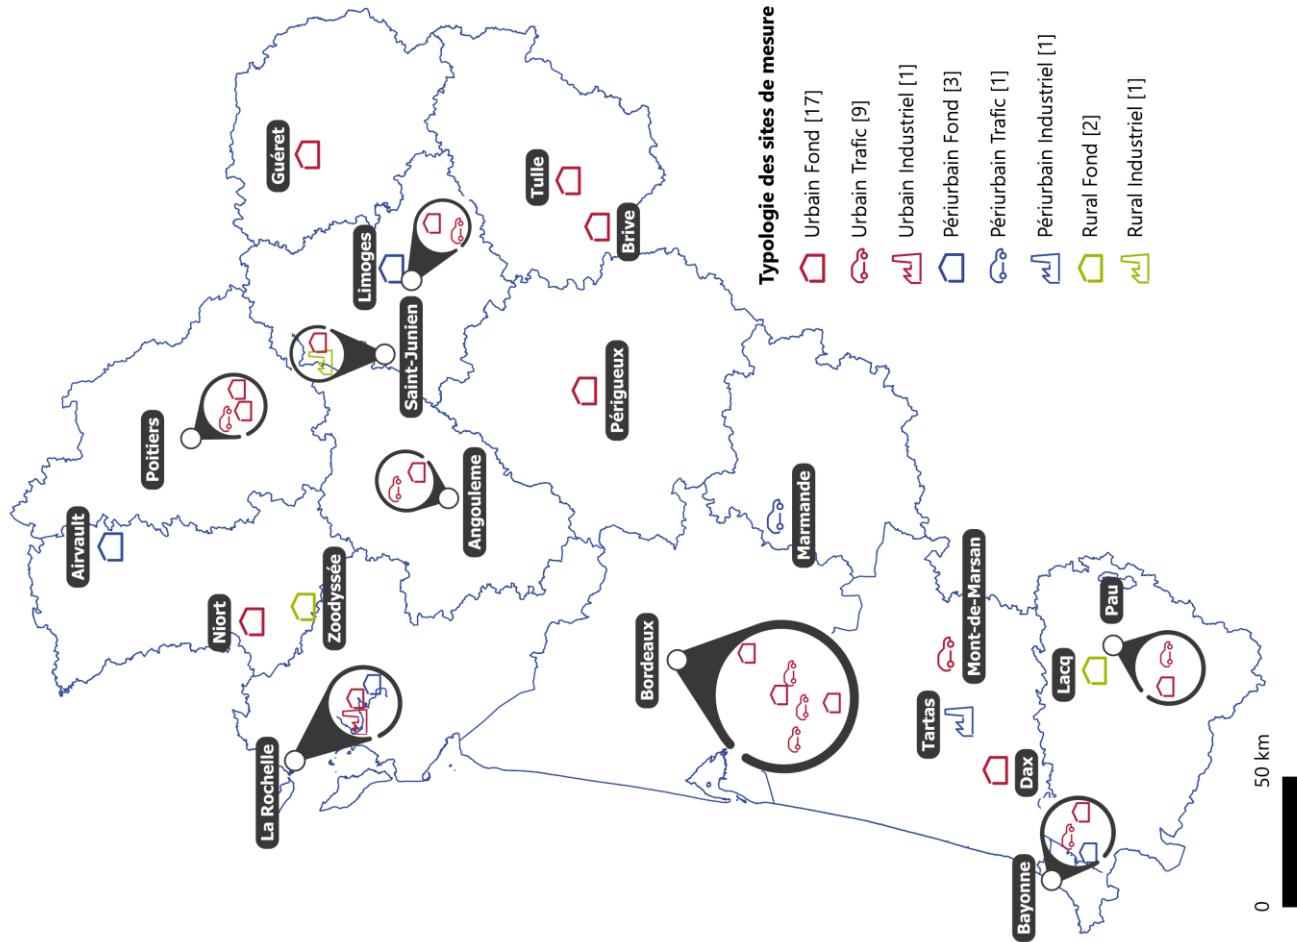 Airvault
Poitiers
Guéret
Niort
Zoodyssée
Limoges
Saint-Junien
La Rochelle
Angouleme
Tulle
Brive
Périgueux
Bordeaux
Marmande
Tartas
Mont-de-Marsan
Dax
Bayonne
Lacq
Pau
Typologie des sites de mesure
Urbain Fond [17]
Urbain Trafic [9]
Urbain Industriel [1]
Périurbain Fond [3]
Périurbain Trafic [1]
Périurbain Industriel [1]
Rural Fond [2]
Rural Industriel [1]
0 50 km